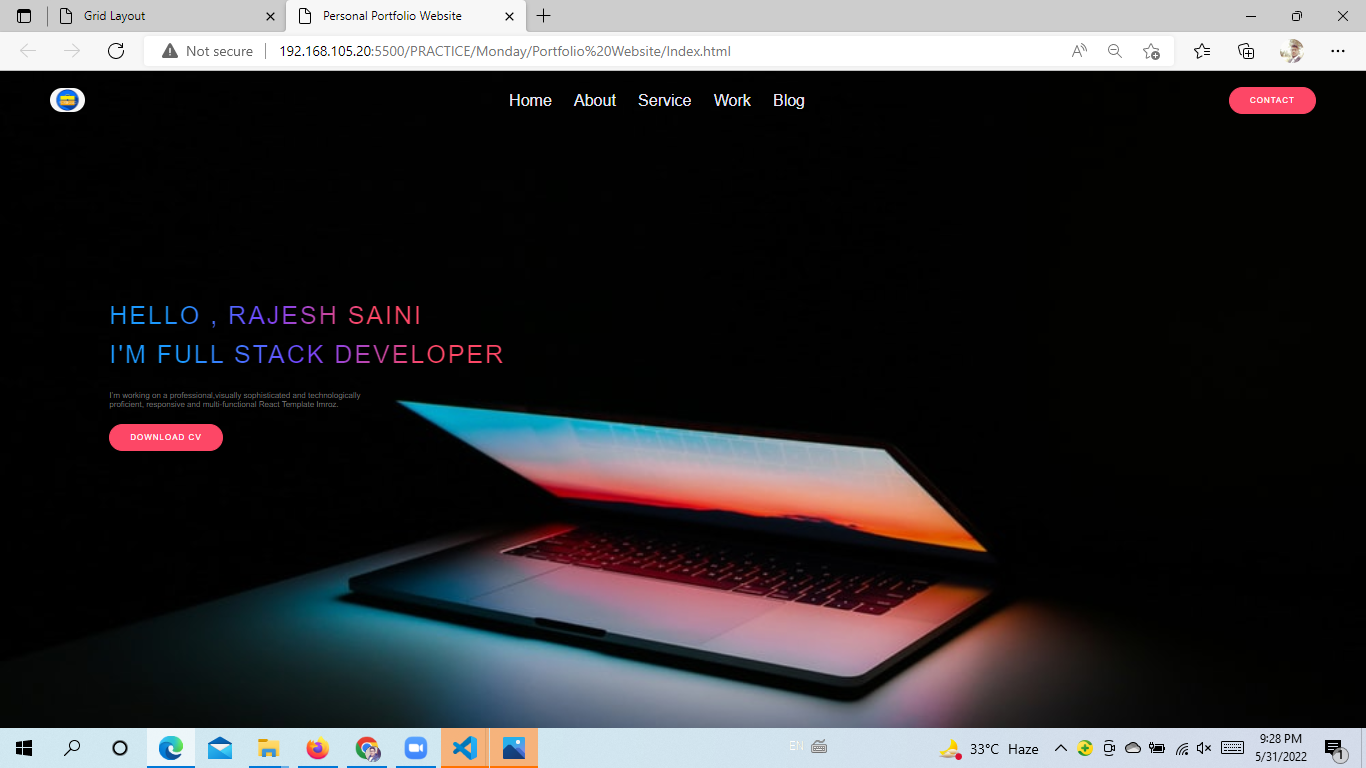 Grid Layout
Personal Portfolio Website
Not secure
192.168.105.20:5500/PRACTICE/Monday/Portfolio%20Website/Index.html
Home About Service Work Blog
CONTACT
HELLO , RAJESH SAINI
I'M FULL STACK DEVELOPER
I'm working on a professional,visually sophisticated and technologically
proficient, responsive and multi-functional React Template Imroz.
DOWNLOAD CV
EN
33°C Haze
9:28 PM
5/31/2022
1